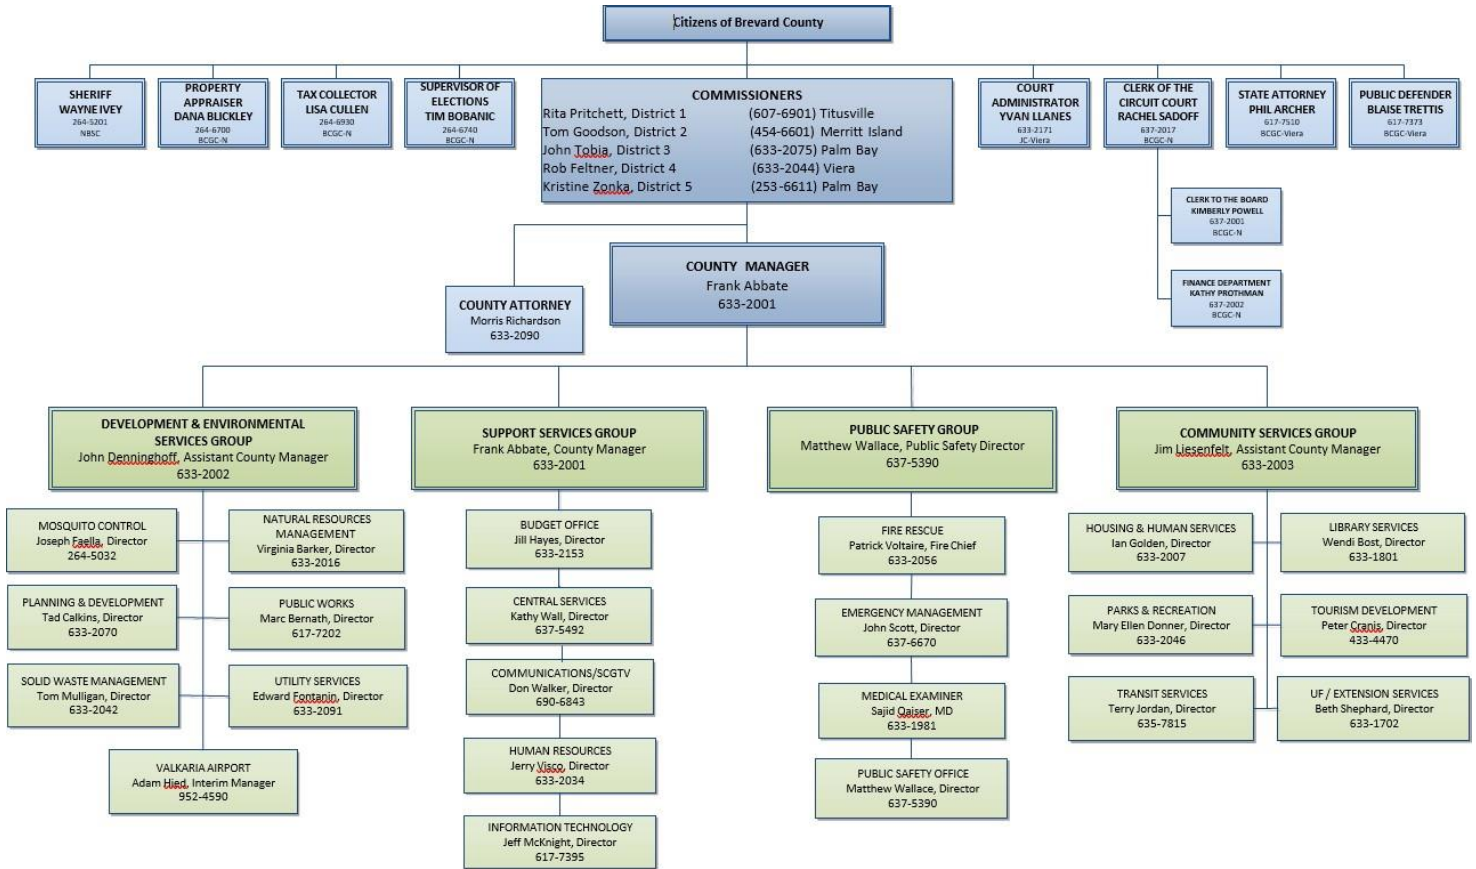 Citizens of Brevard County
SHERIFF
WAYNE IVEY
264-5201
NBSC
PROPERTY
APPRAISER
DANA BLICKLEY
264-6700
BCGC-N
TAX COLLECTOR
LISA CULLEN
264-6930
BCGC-N
SUPERVISOR OF
ELECTIONS
TIM BOBANIC
264-6740
BCGC-N
COMMISSIONERS
Rita Pritchett, District 1 (607-6901) Titusville
Tom Goodson, District 2 (454-6601) Merritt Island
John Tobia, District 3 (633-2075) Palm Bay
Rob Feltner, District 4 (633-2044) Viera
Kristine Zonka, District 5 (253-6611) Palm Bay
COURT
ADMINISTRATOR
YVAN LLANES
633-2171
JC-Viera
CLERK OF THE
CIRCUIT COURT
RACHEL SADOFF
637-2017
BCGC-N
STATE ATTORNEY
PHIL ARCHER
617-7510
BCGC-Viera
PUBLIC DEFENDER
BLAISE TRETTIS
617-7373
BCGC-Viera
CLERK TO THE BOARD
KIMBERLY POWELL
637-2001
BCGC-N
FINANCE DEPARTMENT
KATHY PROTHMAN
637-2002
BCGC-N
COUNTY ATTORNEY
Morris Richardson
633-2090
COUNTY MANAGER
Frank Abbate
633-2001
DEVELOPMENT & ENVIRONMENTAL
SERVICES GROUP
John Denninghoff, Assistant County Manager
633-2002
MOSQUITO CONTROL
Joseph Faella, Director
264-5032
NATURAL RESOURCES
MANAGEMENT
Virginia Barker, Director
633-2016
PLANNING & DEVELOPMENT
Tad Calkins, Director
633-2070
PUBLIC WORKS
Marc Bernath, Director
617-7202
SOLID WASTE MANAGEMENT
Tom Mulligan, Director
633-2042
UTILITY SERVICES
Edward Fontanin, Director
633-2091
VALKARIA AIRPORT
Adam Hied, Interim Manager
952-4590
SUPPORT SERVICES GROUP
Frank Abbate, County Manager
633-2001
BUDGET OFFICE
Jill Hayes, Director
633-2153
CENTRAL SERVICES
Kathy Wall, Director
637-5492
COMMUNICATIONS/SCGTV
Don Walker, Director
690-6843
HUMAN RESOURCES
Jerry Visco, Director
633-2034
INFORMATION TECHNOLOGY
Jeff McKnight, Director
617-7395
PUBLIC SAFETY GROUP
Matthew Wallace, Public Safety Director
637-5390
FIRE RESCUE
Patrick Voltaire, Fire Chief
633-2056
EMERGENCY MANAGEMENT
John Scott, Director
637-6670
MEDICAL EXAMINER
Sajid Qaiser, MD
633-1981
PUBLIC SAFETY OFFICE
Matthew Wallace, Director
637-5390
COMMUNITY SERVICES GROUP
Jim Liesenfelt, Assistant County Manager
633-2003
HOUSING & HUMAN SERVICES
Ian Golden, Director
633-2007
LIBRARY SERVICES
Wendi Bost, Director
633-1801
PARKS & RECREATION
Mary Ellen Donner, Director
633-2046
TOURISM DEVELOPMENT
Peter Cranis, Director
433-4470
TRANSIT SERVICES
Terry Jordan, Director
635-7815
UF / EXTENSION SERVICES
Beth Shephard, Director
633-1702